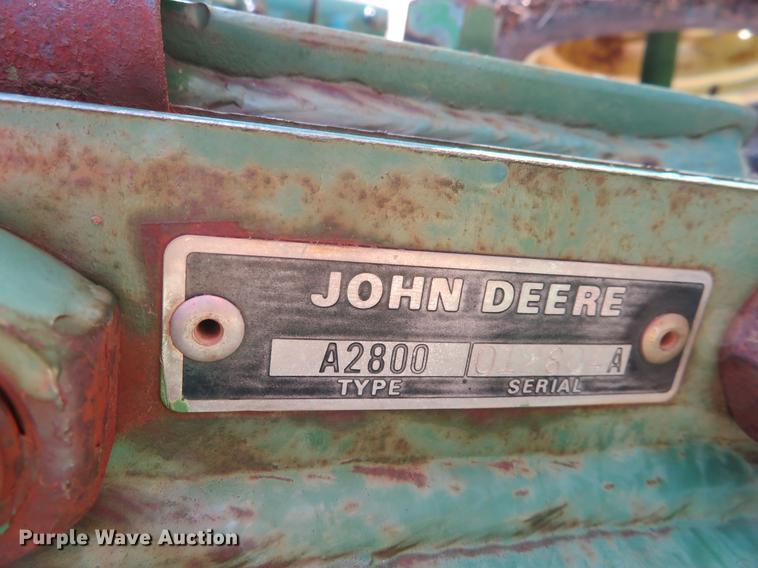 JOHN DEERE
A2800
TYPE SERIAL
Purple Wave Auction